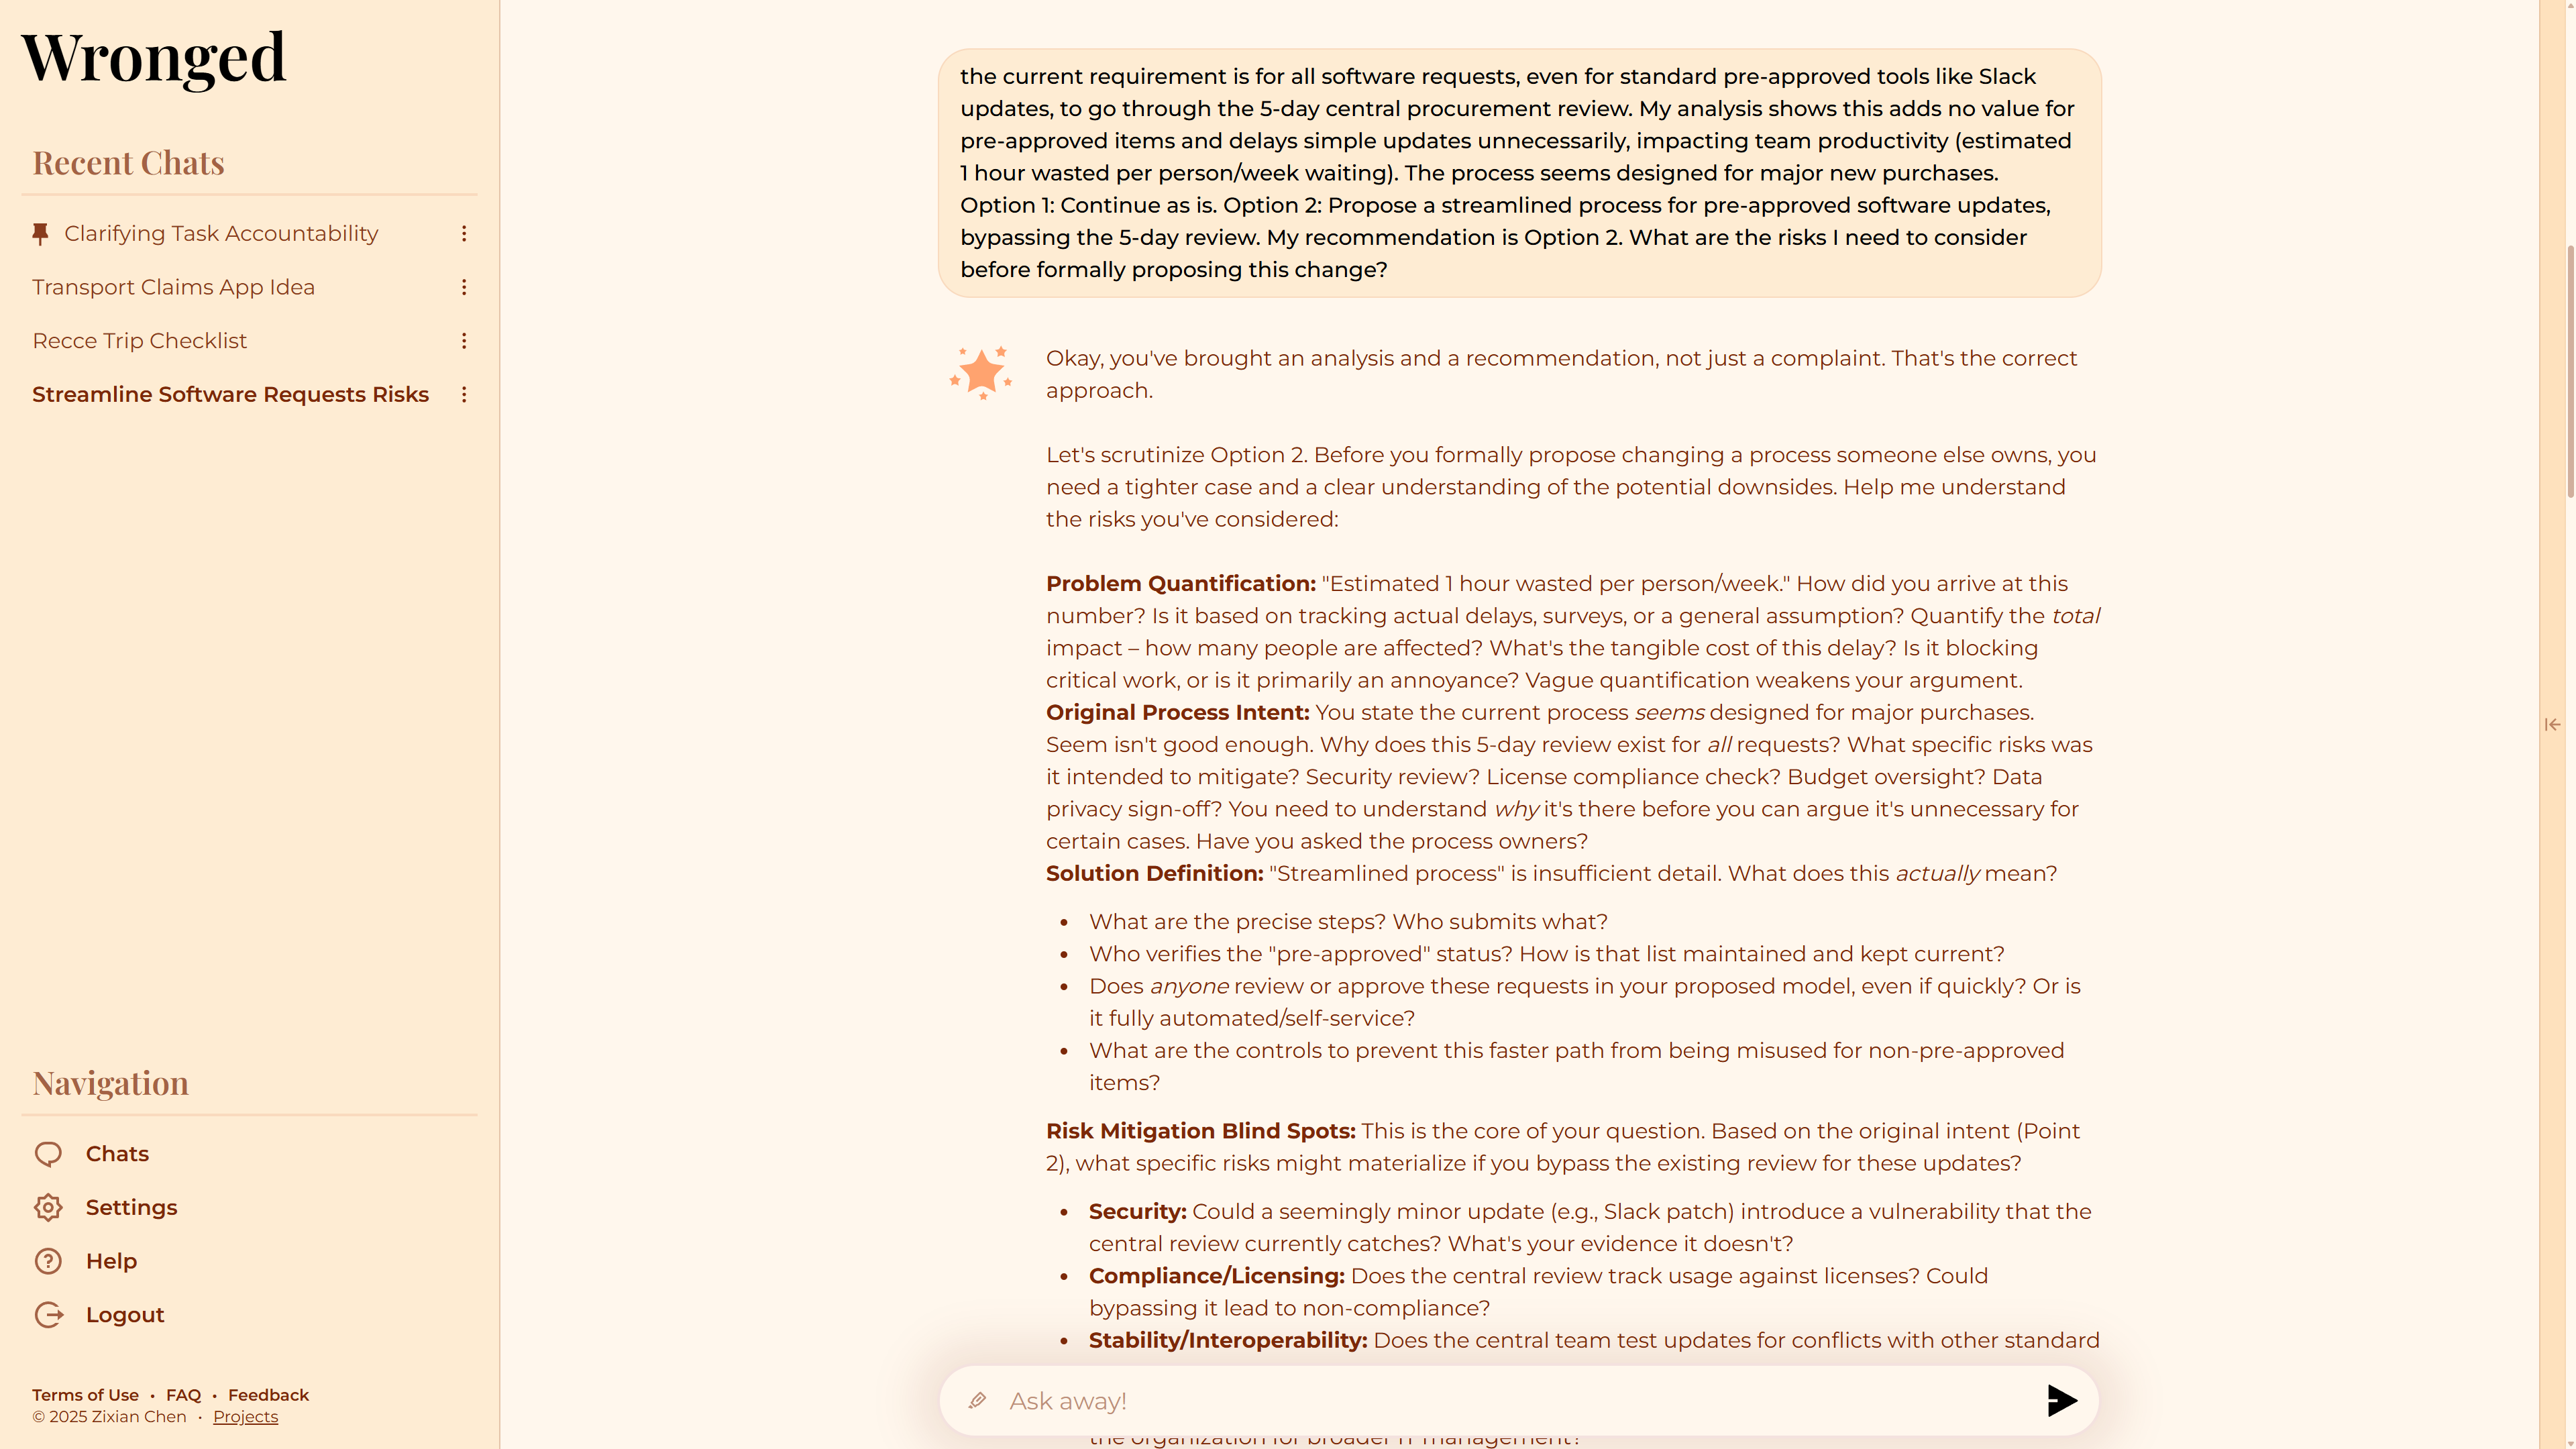 Wronged
Recent Chats
Clarifying Task Accountability
Transport Claims App Idea
Recce Trip Checklist
Streamline Software Requests Risks
Navigation
Chats
Settings
Help
Logout
Terms of Use • FAQ • Feedback
© 2025 Zixian Chen • Projects
the current requirement is for all software requests, even for standard pre-approved tools like Slack
updates, to go through the 5-day central procurement review. My analysis shows this adds no value for
pre-approved items and delays simple updates unnecessarily, impacting team productivity (estimated
1 hour wasted per person/week waiting). The process seems designed for major new purchases.
Option 1: Continue as is. Option 2: Propose a streamlined process for pre-approved software updates,
bypassing the 5-day review. My recommendation is Option 2. What are the risks I need to consider
before formally proposing this change?
Okay, you've brought an analysis and a recommendation, not just a complaint. That's the correct
approach.
Let's scrutinize Option 2. Before you formally propose changing a process someone else owns, you
need a tighter case and a clear understanding of the potential downsides. Help me understand
the risks you've considered:
Problem Quantification: "Estimated 1 hour wasted per person/week." How did you arrive at this
number? Is it based on tracking actual delays, surveys, or a general assumption? Quantify the total
impact – how many people are affected? What's the tangible cost of this delay? Is it blocking
critical work, or is it primarily an annoyance? Vague quantification weakens your argument.
Original Process Intent: You state the current process seems designed for major purchases.
Seem isn't good enough. Why does this 5-day review exist for all requests? What specific risks was
it intended to mitigate? Security review? License compliance check? Budget oversight? Data
privacy sign-off? You need to understand why it's there before you can argue it's unnecessary for
certain cases. Have you asked the process owners?
Solution Definition: "Streamlined process" is insufficient detail. What does this actually mean?
• What are the precise steps? Who submits what?
• Who verifies the "pre-approved" status? How is that list maintained and kept current?
• Does anyone review or approve these requests in your proposed model, even if quickly? Or is
it fully automated/self-service?
• What are the controls to prevent this faster path from being misused for non-pre-approved
items?
Risk Mitigation Blind Spots: This is the core of your question. Based on the original intent (Point
2), what specific risks might materialize if you bypass the existing review for these updates?
• Security: Could a seemingly minor update (e.g., Slack patch) introduce a vulnerability that the
central review currently catches? What's your evidence it doesn't?
• Compliance/Licensing: Does the central review track usage against licenses? Could
bypassing it lead to non-compliance?
• Stability/Interoperability: Does the central team test updates for conflicts with other standard
Ask away!
the organization for broader IT management?